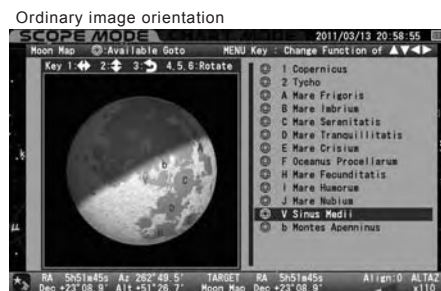 Ordinary image orientation
SCOPE MODE CHART MODE 2011/03/13 20:58:55
Moon Map ◎:Available Goto MENU Key : Change Function of ▲▼◀▶
Key 1: 2: 3: 4.5.6:Rotate
1 Copernicus
2 Tycho
A Mare Frigoris
B Mare Imbrium
C Mare Serenitatis
D Mare Tranquillitatis
E Mare Crisium
F Oceanus Procellarum
H Mare Fecunditatis
I Mare Humorum
J Mare Nubium
V Sinus Medii
b Montes Apenninus
A
b
V
C
D
μ
RA 5h51m45s Az 262°49.5' TARGET RA 5h51m45s Align:0 ALTAZ
Dec +23°08.9' Alt +51°26.7' Moon Map Dec +23°08.9' x110